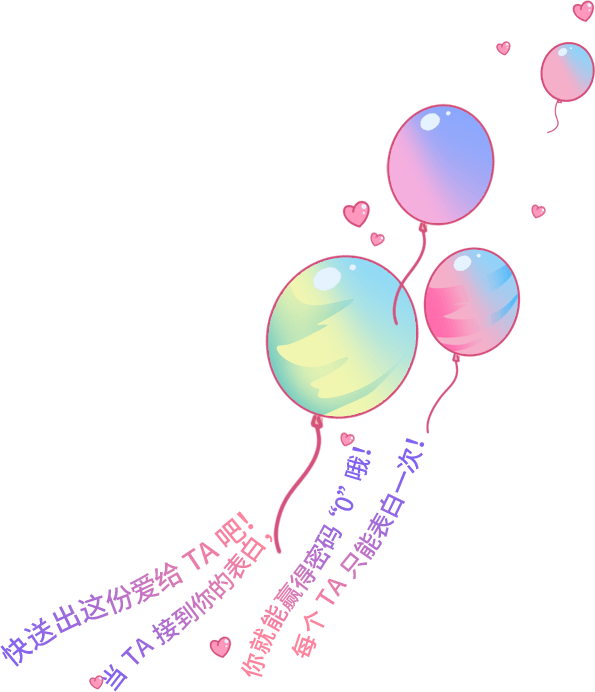 快送出这份爱给 TA 吧！
当 TA 接到你的表白，
你就能赢得密码 “0” 哦！
每个 TA 只能表白一次！